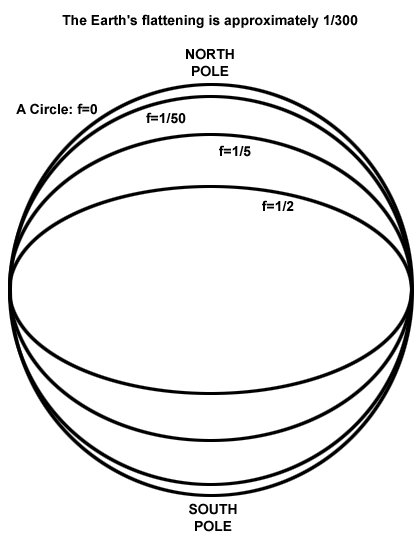 The Earth's flattening is approximately 1/300
NORTH
POLE
A Circle: f=0
f=1/50
f=1/5
f=1/2
SOUTH
POLE